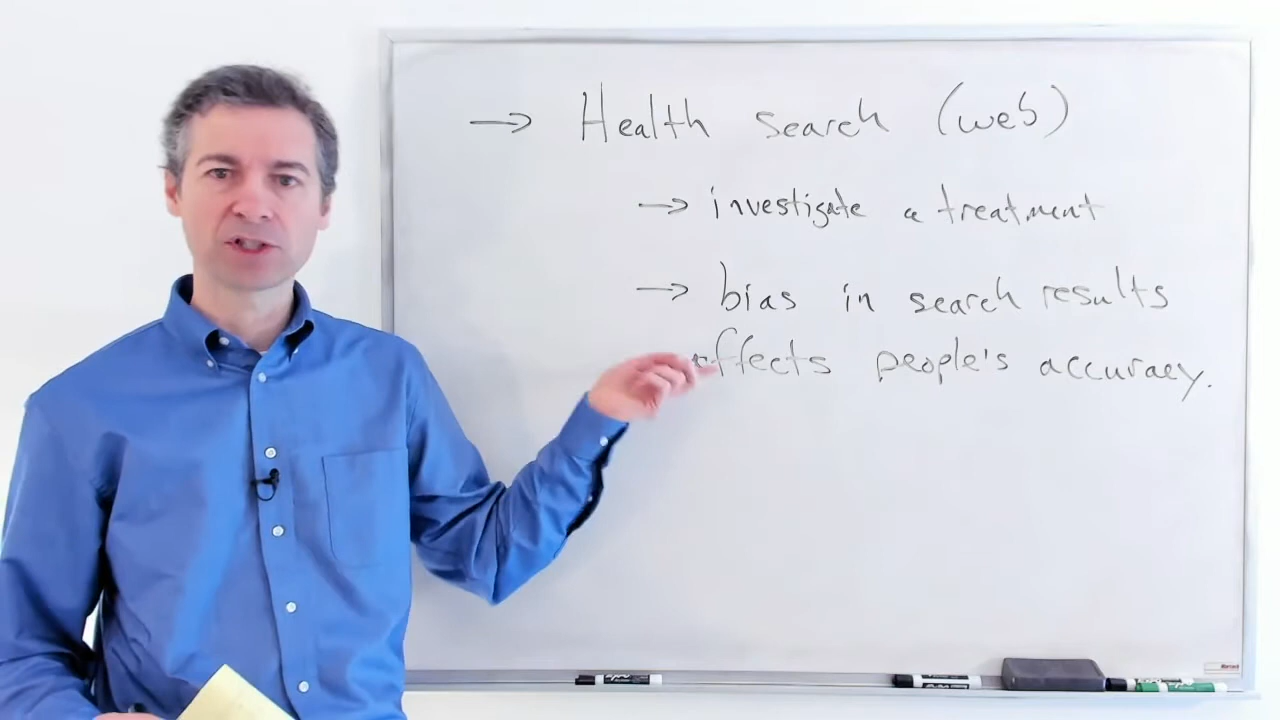 → Health search (web)
→ investigate a treatment
→ bias in search results
affects people's accuracy.